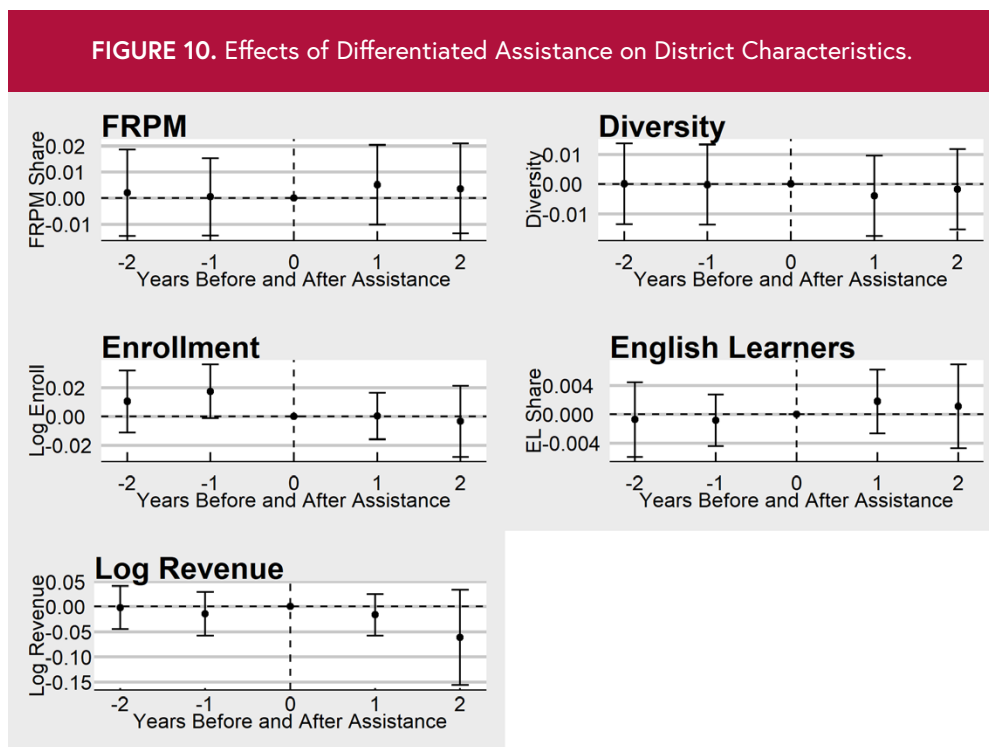 FIGURE 10. Effects of Differentiated Assistance on District Characteristics.
FRPM
FRPM Share
0.02
0.01
0.00
-0.01
-2 -1 0 1 2
Years Before and After Assistance
Diversity
Diversity
0.01
0.00
-0.01
-2 -1 0 1 2
Years Before and After Assistance
Enrollment
Log Enroll
0.02
0.00
-0.02
-2 -1 0 1 2
Years Before and After Assistance
English Learners
EL Share
0.004
0.000
-0.004
-2 -1 0 1 2
Years Before and After Assistance
Log Revenue
Log Revenue
0.05
0.00
-0.05
-0.10
-0.15
-2 -1 0 1 2
Years Before and After Assistance